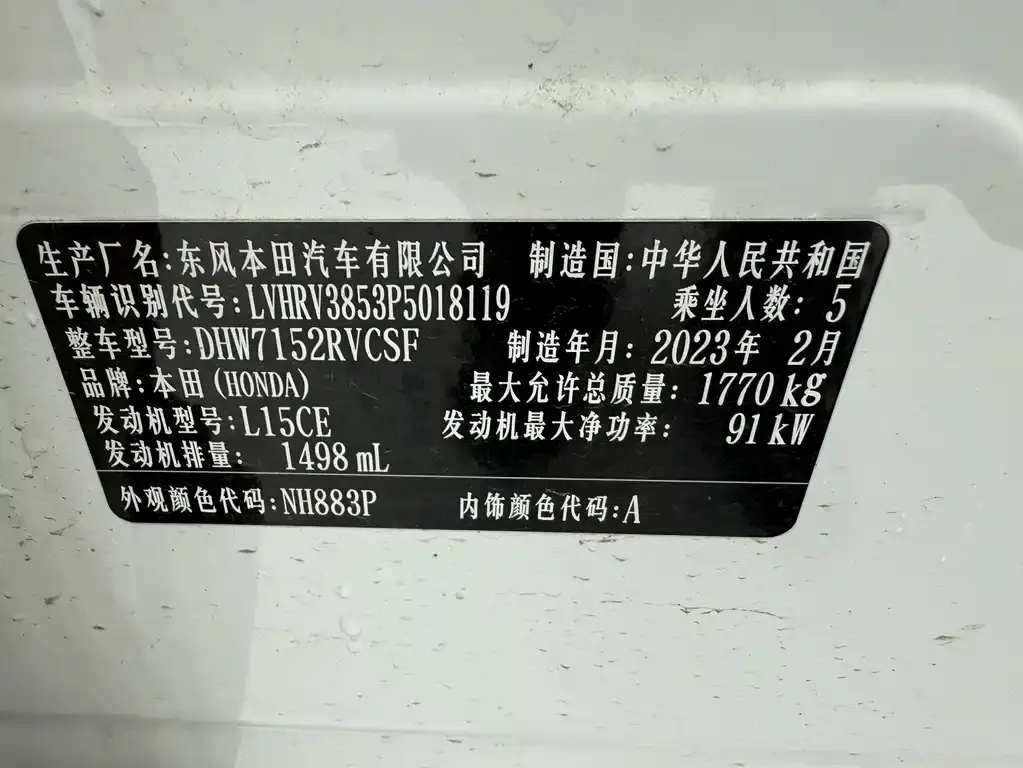 生产厂名:东风本田汽车有限公司 制造国:中华人民共和国
车辆识别代号:LVHRV3853P5018119 乘坐人数: 5
整车型号:DHW7152RVCSF 制造年月: 2023年 2月
品牌:本田(HONDA) 最大允许总质量: 1770kg
发动机型号:L15CE 发动机最大净功率: 91kW
发动机排量: 1498mL
外观颜色代码:NH883P 内饰颜色代码:A